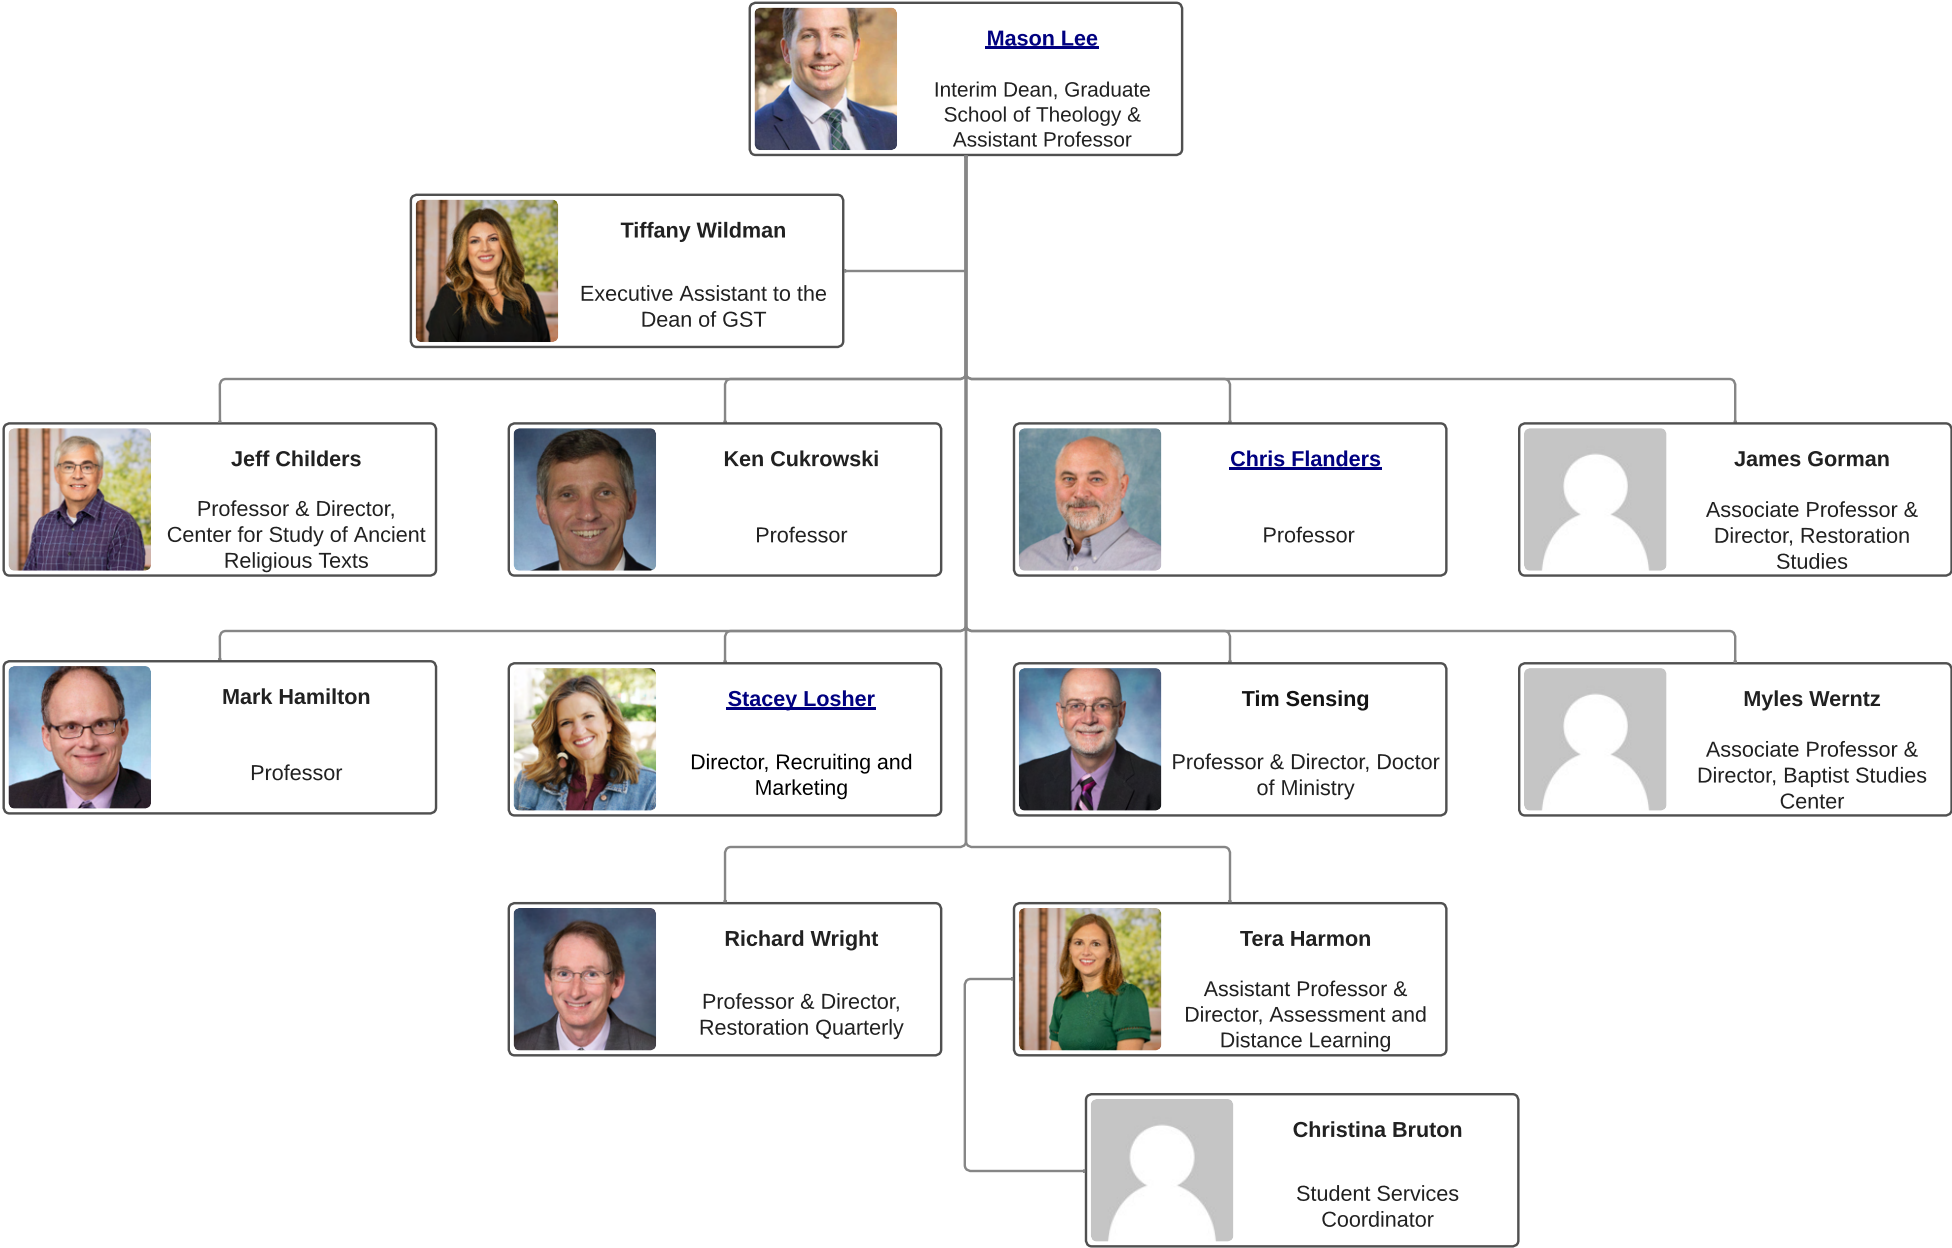 Mason Lee
Interim Dean, Graduate
School of Theology &
Assistant Professor
Tiffany Wildman
Executive Assistant to the
Dean of GST
Jeff Childers
Professor & Director,
Center for Study of Ancient
Religious Texts
Ken Cukrowski
Professor
Chris Flanders
Professor
James Gorman
Associate Professor &
Director, Restoration
Studies
Mark Hamilton
Professor
Stacey Losher
Director, Recruiting and
Marketing
Tim Sensing
Professor & Director, Doctor
of Ministry
Myles Werntz
Associate Professor &
Director, Baptist Studies
Center
Richard Wright
Professor & Director,
Restoration Quarterly
Tera Harmon
Assistant Professor &
Director, Assessment and
Distance Learning
Christina Bruton
Student Services
Coordinator